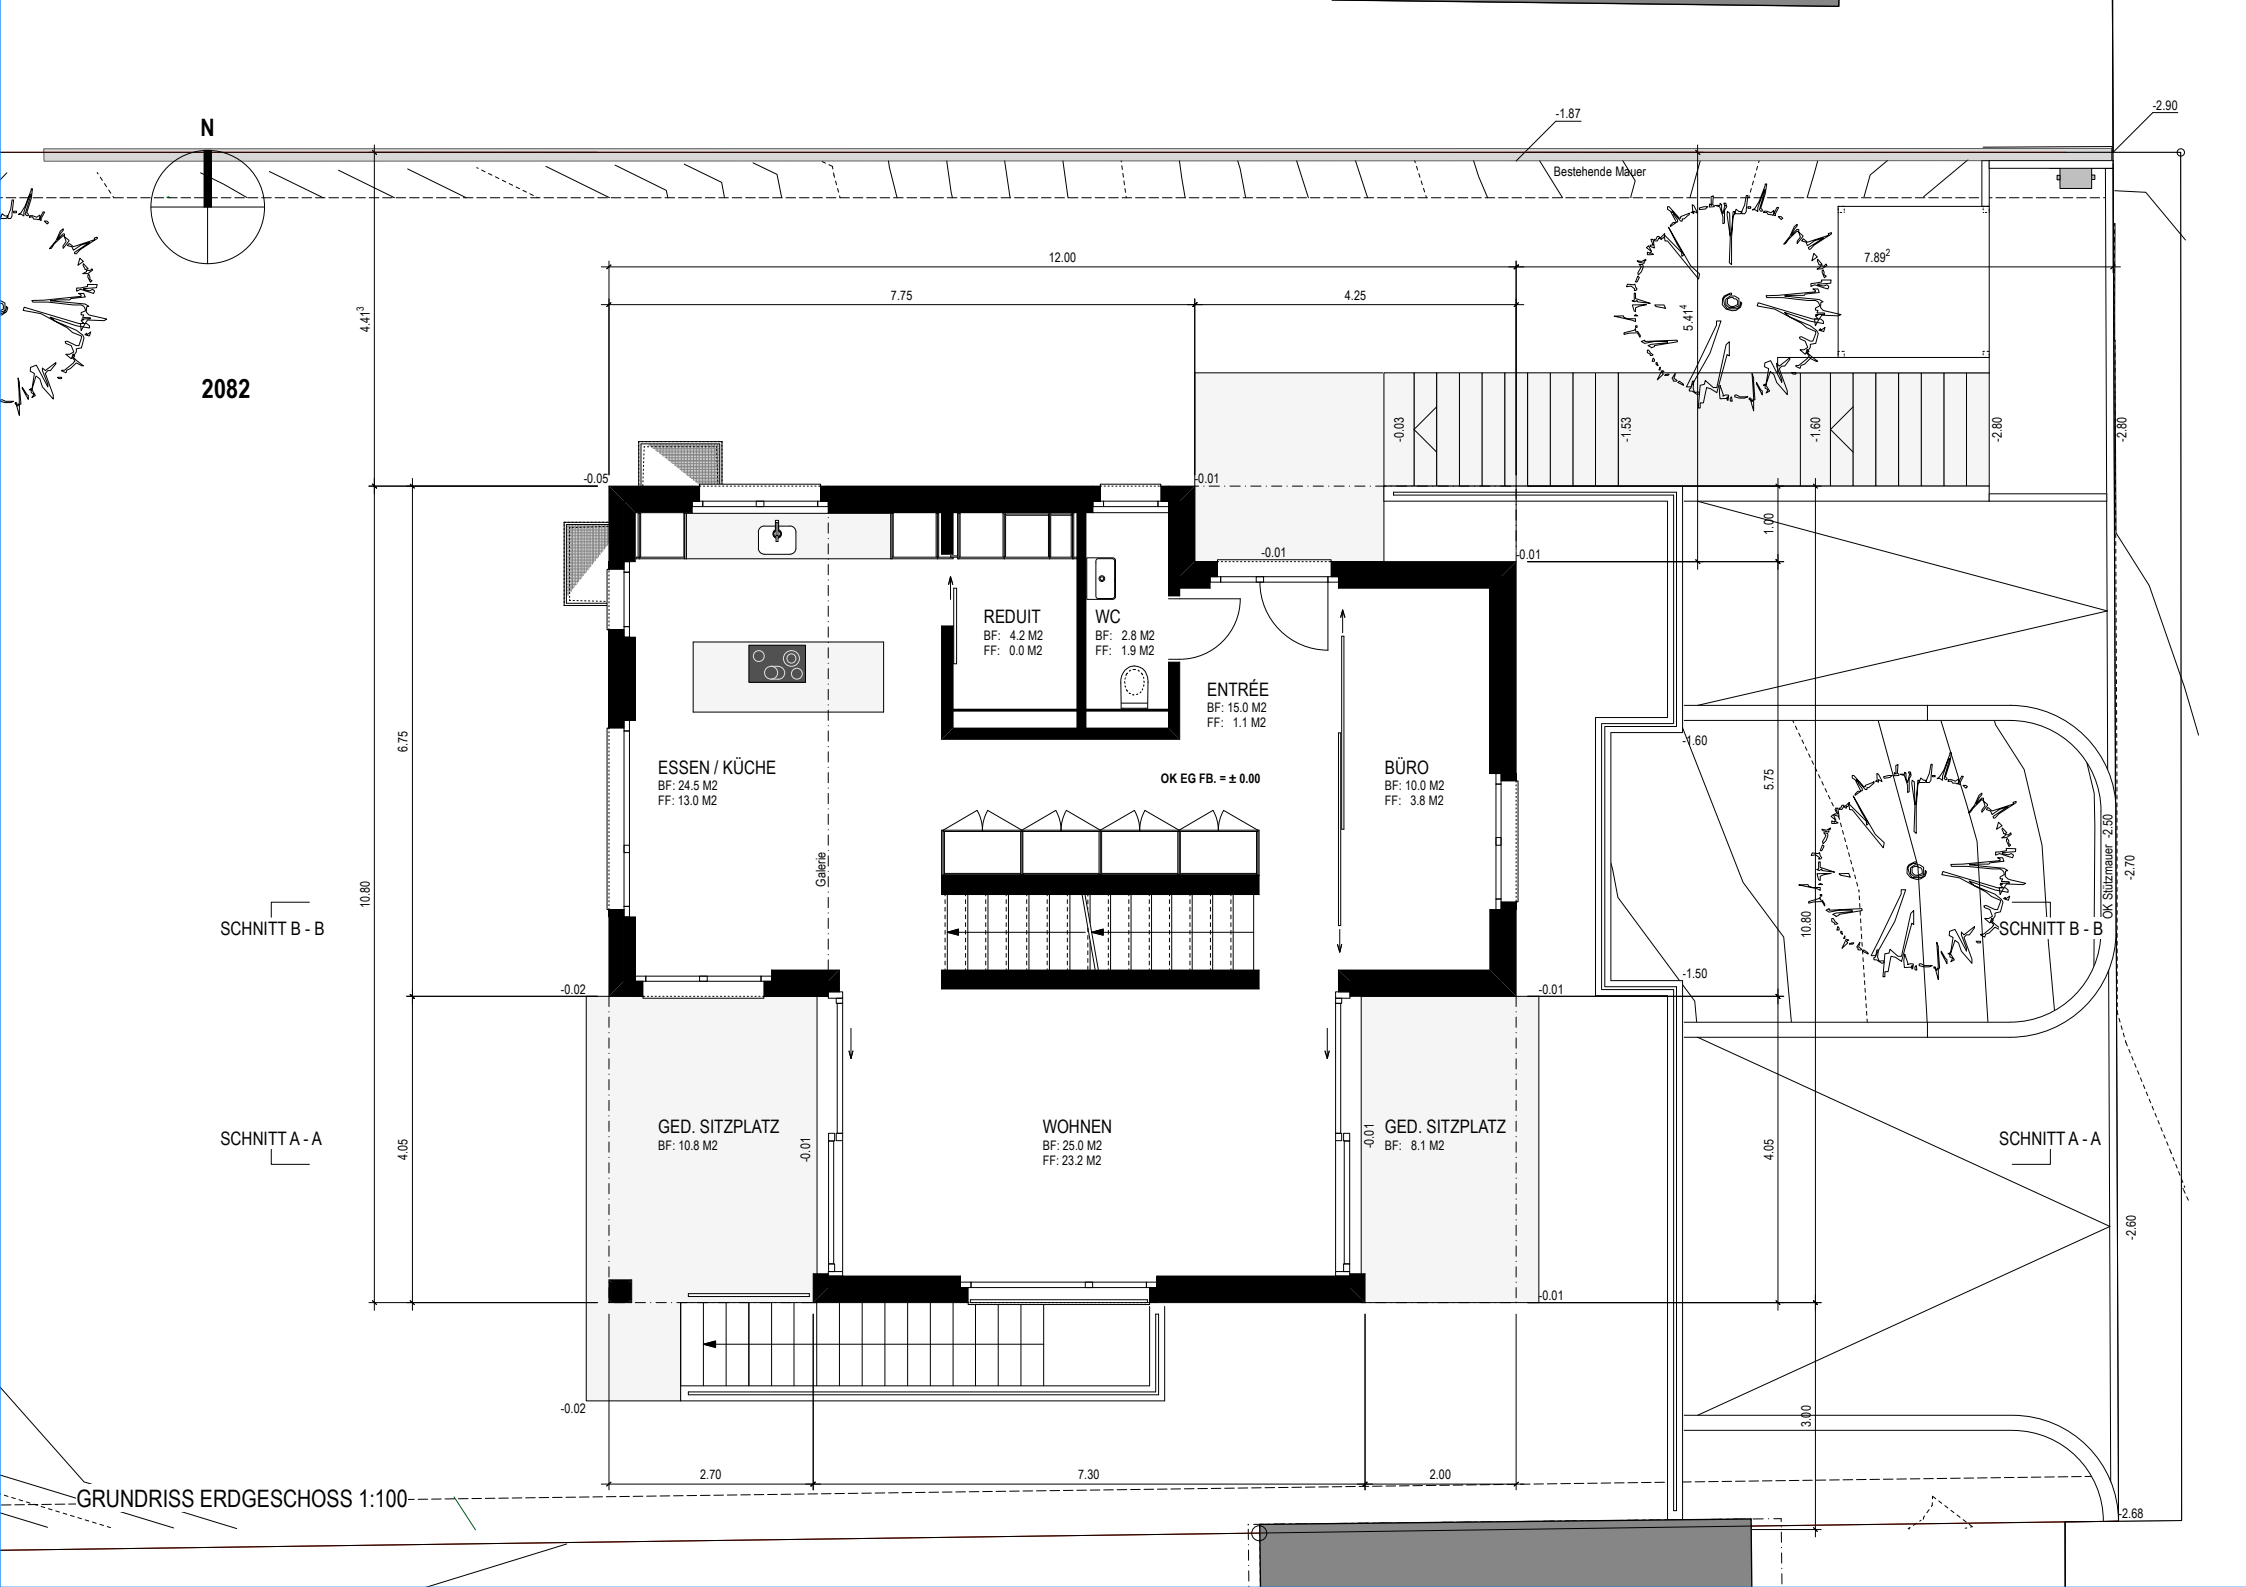 -2.90
-1.87
N
Bestehende Mauer
12.00
7.89²
7.75
4.25
4.41³
5.41⁴
2082
-0.03
-1.53
-1.60
-2.80
-2.80
-0.05
-0.01
1.00
-0.01
-0.01
REDUIT
BF: 4.2 M2
FF: 0.0 M2
WC
BF: 2.8 M2
FF: 1.9 M2
ENTRÉE
BF: 15.0 M2
FF: 1.1 M2
6.75
-1.60
ESSEN / KÜCHE
BF: 24.5 M2
FF: 13.0 M2
OK EG FB. = ± 0.00
BÜRO
BF: 10.0 M2
FF: 3.8 M2
5.75
Galerie
OK Stützmauer -2.50
-2.70
10.80
10.80
SCHNITT B - B
SCHNITT B - B
-1.50
-0.02
-0.01
GED. SITZPLATZ
BF: 10.8 M2
-0.01
WOHNEN
BF: 25.0 M2
FF: 23.2 M2
-0.01
GED. SITZPLATZ
BF: 8.1 M2
SCHNITT A - A
SCHNITT A - A
4.05
4.05
-2.60
-0.01
-0.02
3.00
2.70
7.30
2.00
GRUNDRISS ERDGESCHOSS 1:100
-2.68